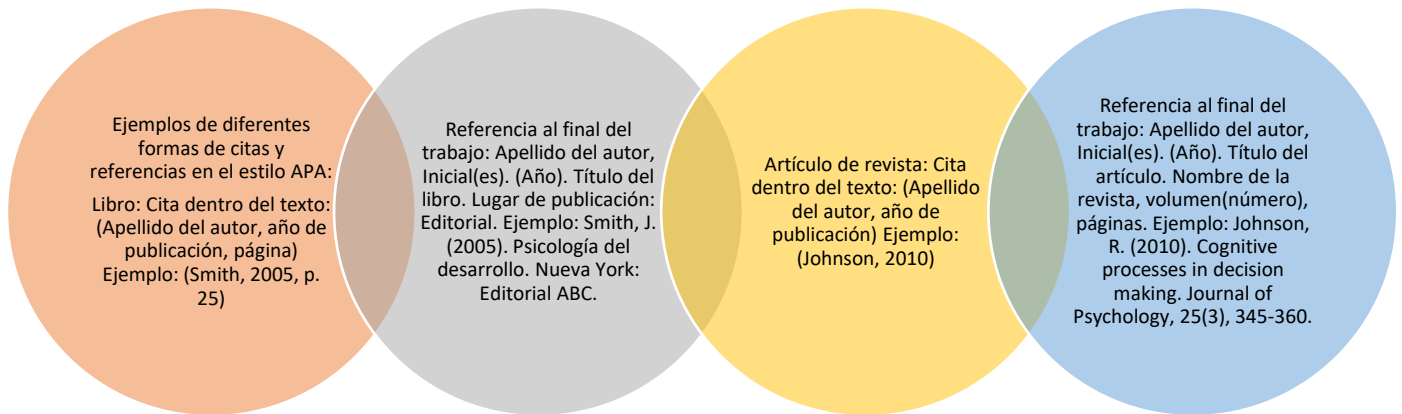 Ejemplos de diferentes
formas de citas y
referencias en el estilo APA:
Libro: Cita dentro del texto:
(Apellido del autor, año de
publicación, página)
Ejemplo: (Smith, 2005, p.
25)
Referencia al final del
trabajo: Apellido del autor,
Inicial(es). (Año). Título del
libro. Lugar de publicación:
Editorial. Ejemplo: Smith, J.
(2005). Psicología del
desarrollo. Nueva York:
Editorial ABC.
Artículo de revista: Cita
dentro del texto: (Apellido
del autor, año de
publicación) Ejemplo:
(Johnson, 2010)
Referencia al final del
trabajo: Apellido del autor,
Inicial(es). (Año). Título del
artículo. Nombre de la
revista, volumen(número),
páginas. Ejemplo: Johnson,
R. (2010). Cognitive
processes in decision
making. Journal of
Psychology, 25(3), 345-360.